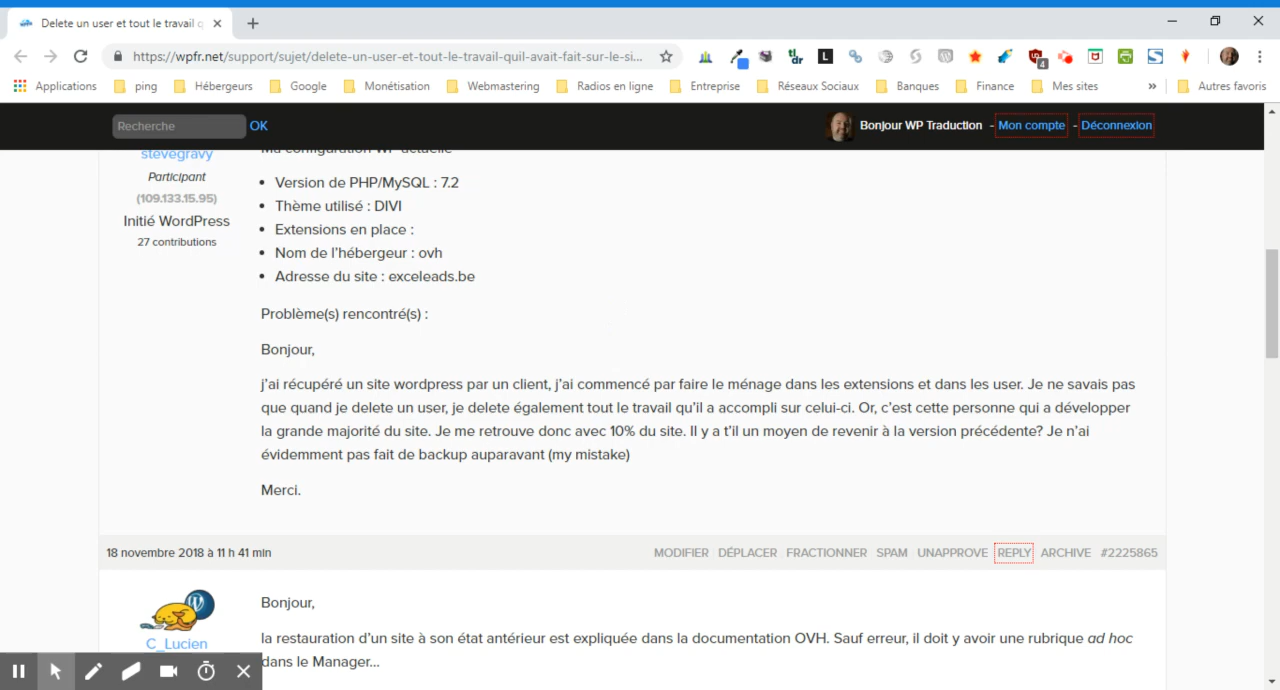 Delete un user et tout le travail q
https://wpfr.net/support/sujet/delete-un-user-et-tout-le-travail-quil-avait-fait-sur-le-si...
tl;dr
L
4
Applications ping Hébergeurs Google Monétisation Webmastering Radios en ligne Entreprise Réseaux Sociaux Banques Finance Mes sites » Autres favoris
Recherche OK Bonjour WP Traduction - Mon compte - Déconnexion
stevegravy
Participant
(109.133.15.95)
Initié WordPress
27 contributions
Ma configuration WP actuelle
• Version de PHP/MySQL : 7.2
• Thème utilisé : DIVI
• Extensions en place :
• Nom de l'hébergeur : ovh
• Adresse du site : exceleads.be
Problème(s) rencontré(s) :
Bonjour,
j'ai récupéré un site wordpress par un client, j'ai commencé par faire le ménage dans les extensions et dans les user. Je ne savais pas
que quand je delete un user, je delete également tout le travail qu'il a accompli sur celui-ci. Or, c'est cette personne qui a développer
la grande majorité du site. Je me retrouve donc avec 10% du site. Il y a t'il un moyen de revenir à la version précédente? Je n'ai
évidemment pas fait de backup auparavant (my mistake)
Merci.
18 novembre 2018 à 11 h 41 min MODIFIER DÉPLACER FRACTIONNER SPAM UNAPPROVE REPLY ARCHIVE #2225865
C_Lucien
Bonjour,
la restauration d'un site à son état antérieur est expliquée dans la documentation OVH. Sauf erreur, il doit y avoir une rubrique ad hoc
dans le Manager...